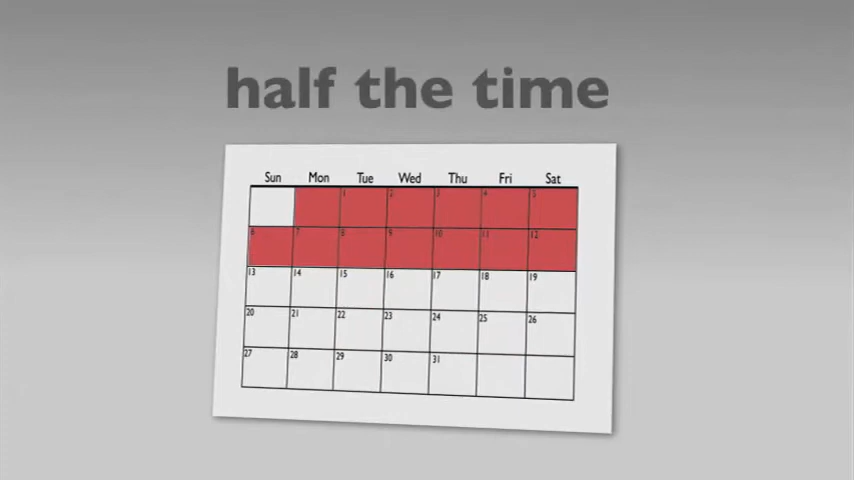 half the time
Sun Mon Tue Wed Thu Fri Sat
1 2 3 4 5
6 7 8 9 10 11 12
13 14 15 16 17 18 19
20 21 22 23 24 25 26
27 28 29 30 31